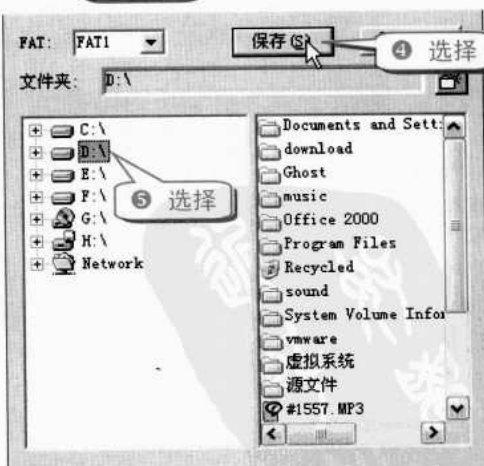 FAT: FAT1 保存(S) ❹ 选择
文件夹: D:\
C:\
D:\
E:\
F:\
G:\
H:\
Network
❺ 选择
Documents and Sett
download
Ghost
music
Office 2000
Program Files
Recycled
sound
System Volume Infor
vmware
虚拟系统
源文件
#1557.MP3